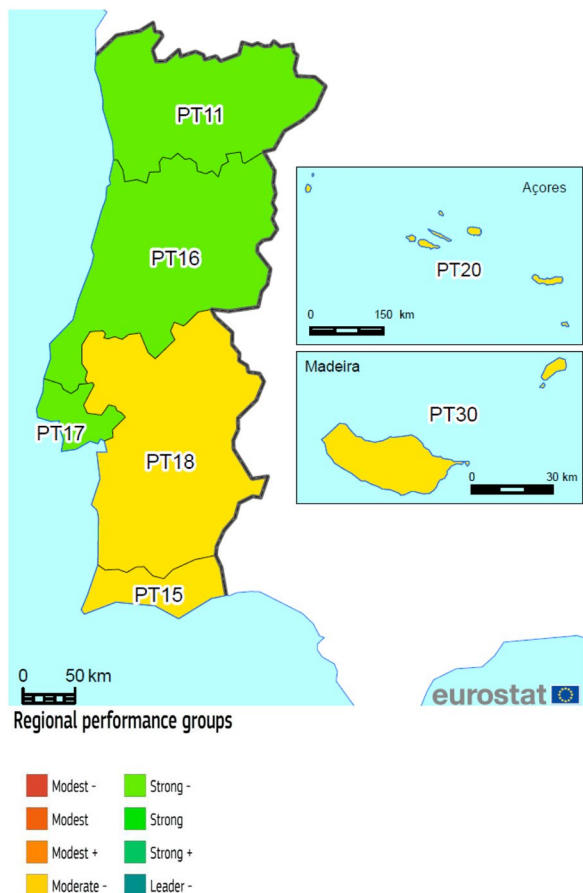 PT11
PT16
PT17
PT18
PT15
Açores
PT20
0 150 km
Madeira
PT30
0 30 km
0 50 km
eurostat
Regional performance groups
Modest - Strong -
Modest Strong
Modest + Strong +
Moderate - Leader -